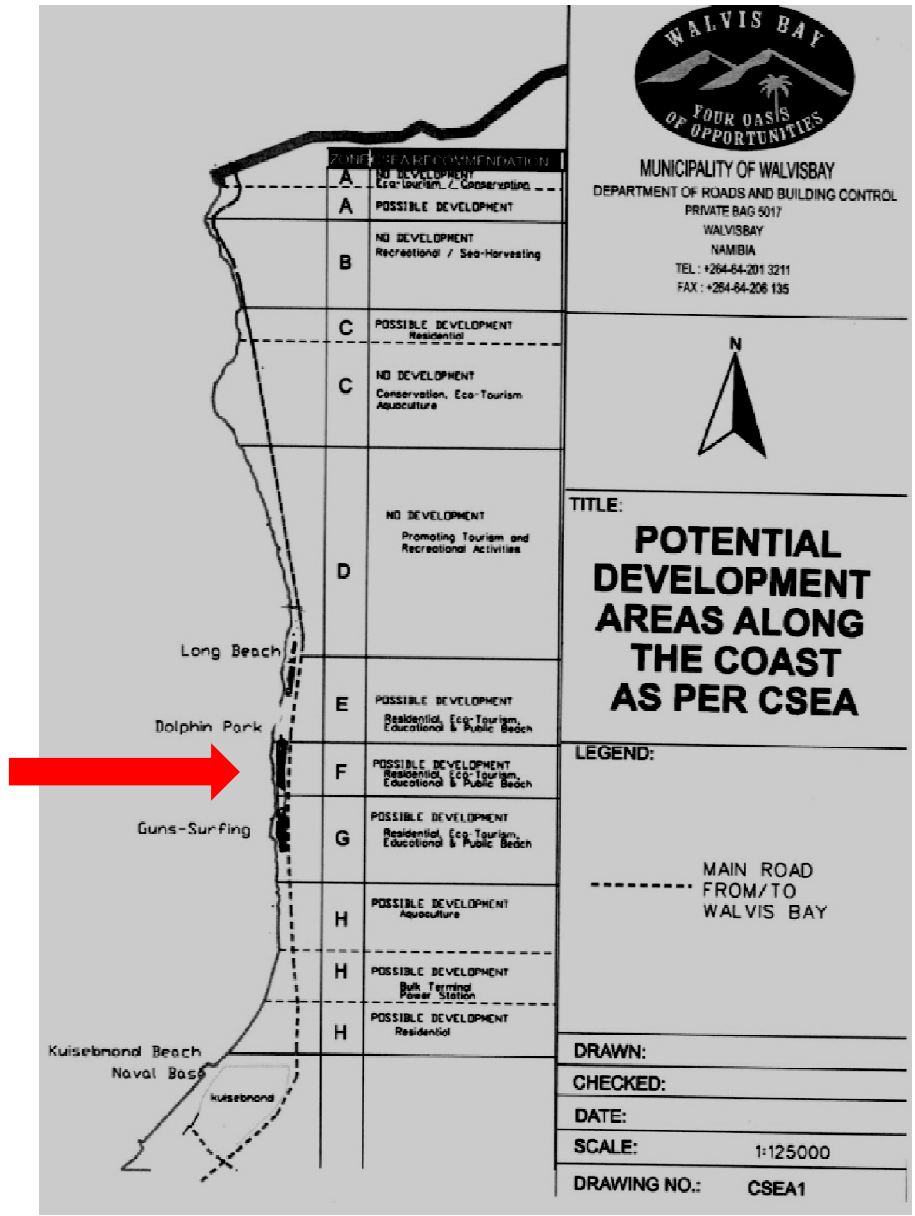 WALVIS BAY
YOUR OASIS
OF OPPORTUNITIES
MUNICIPALITY OF WALVISBAY
DEPARTMENT OF ROADS AND BUILDING CONTROL
PRIVATE BAG 5017
WALVISBAY
NAMIBIA
TEL : +264-64-201 3211
FAX : +264-64-206 135
N
TITLE:
POTENTIAL
DEVELOPMENT
AREAS ALONG
THE COAST
AS PER CSEA
LEGEND:
MAIN ROAD
FROM/TO
WALVIS BAY
DRAWN:
CHECKED:
DATE:
SCALE: 1:125000
DRAWING NO.: CSEA1
ZONE CSEA RECOMMENDATION
A NO DEVELOPMENT
Eco-tourism / Conservation
A POSSIBLE DEVELOPMENT
B NO DEVELOPMENT
Recreational / Sea-Harvesting
C POSSIBLE DEVELOPMENT
Residential
C NO DEVELOPMENT
Conservation, Eco-Tourism
Aquaculture
D NO DEVELOPMENT
Promoting Tourism and
Recreational Activities
E POSSIBLE DEVELOPMENT
Residential, Eco-Tourism,
Educational & Public Beach
F POSSIBLE DEVELOPMENT
Residential, Eco-Tourism,
Educational & Public Beach
G POSSIBLE DEVELOPMENT
Residential, Eco-Tourism,
Educational & Public Beach
H POSSIBLE DEVELOPMENT
Aquaculture
H POSSIBLE DEVELOPMENT
Bulk Terminal
Power Station
H POSSIBLE DEVELOPMENT
Residential
Long Beach
Dolphin Park
Guns-Surfing
Kuisebmond Beach
Naval Base
kuisebmond